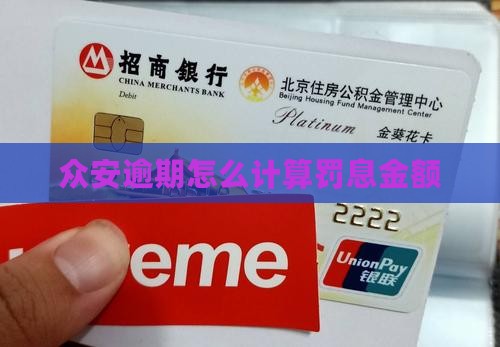 招商银行
CHINA MERCHANTS BANK
Debit
北京住房公积金管理中心
Beijing Housing Fund Management Center
Platinum
金葵花卡
众安逾期怎么计算罚息金额
2222
eme
UnionPay
银联